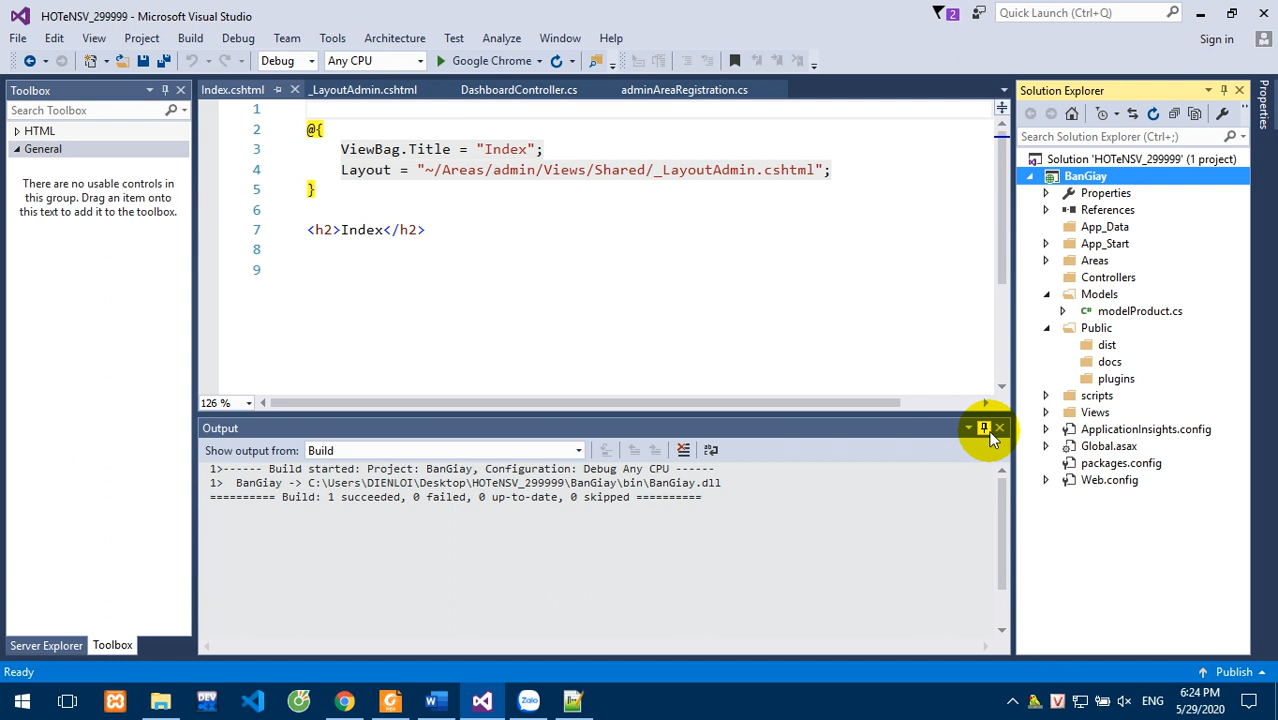 HOTeNSV_299999 - Microsoft Visual Studio
2
Quick Launch (Ctrl+Q)
File Edit View Project Build Debug Team Tools Architecture Test Analyze Window Help
Sign in
Debug Any CPU Google Chrome
Toolbox
Search Toolbox
HTML
General
There are no usable controls in
this group. Drag an item onto
this text to add it to the toolbox.
Server Explorer Toolbox
Index.cshtml _LayoutAdmin.cshtml DashboardController.cs adminAreaRegistration.cs
1
2 @{
3 ViewBag.Title = "Index";
4 Layout = "~/Areas/admin/Views/Shared/_LayoutAdmin.cshtml";
5 }
6
7 <h2>Index</h2>
8
9
126 %
Output
Show output from: Build
1>------ Build started: Project: BanGiay, Configuration: Debug Any CPU ------
1> BanGiay -> C:\Users\DIENLOI\Desktop\HOTeNSV_299999\BanGiay\bin\BanGiay.dll
========== Build: 1 succeeded, 0 failed, 0 up-to-date, 0 skipped ==========
Solution Explorer
Search Solution Explorer (Ctrl+;)
Solution 'HOTeNSV_299999' (1 project)
BanGiay
Properties
References
App_Data
App_Start
Areas
Controllers
Models
C# modelProduct.cs
Public
dist
docs
plugins
scripts
Views
ApplicationInsights.config
Global.asax
packages.config
Web.config
Properties
Ready
Publish
DEV
W
Zalo
V
ENG
6:24 PM
5/29/2020